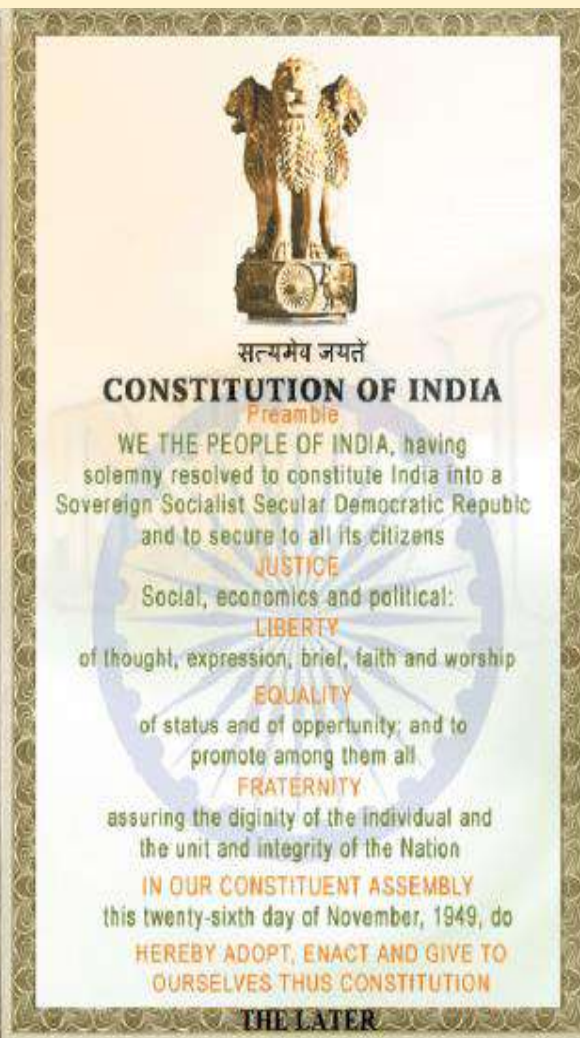 सत्यमेव जयते
CONSTITUTION OF INDIA
Preamble
WE THE PEOPLE OF INDIA, having
solemny resolved to constitute India into a
Sovereign Socialist Secular Democratic Republc
and to secure to all its citizens
JUSTICE
Social, economics and political:
LIBERTY
of thought, expression, brief, faith and worship
EQUALITY
of status and of opportunity; and to
promote among them all
FRATERNITY
assuring the diginity of the individual and
the unit and integrity of the Nation
IN OUR CONSTITUENT ASSEMBLY
this twenty-sixth day of November, 1949, do
HEREBY ADOPT, ENACT AND GIVE TO
OURSELVES THUS CONSTITUTION
THE LATER